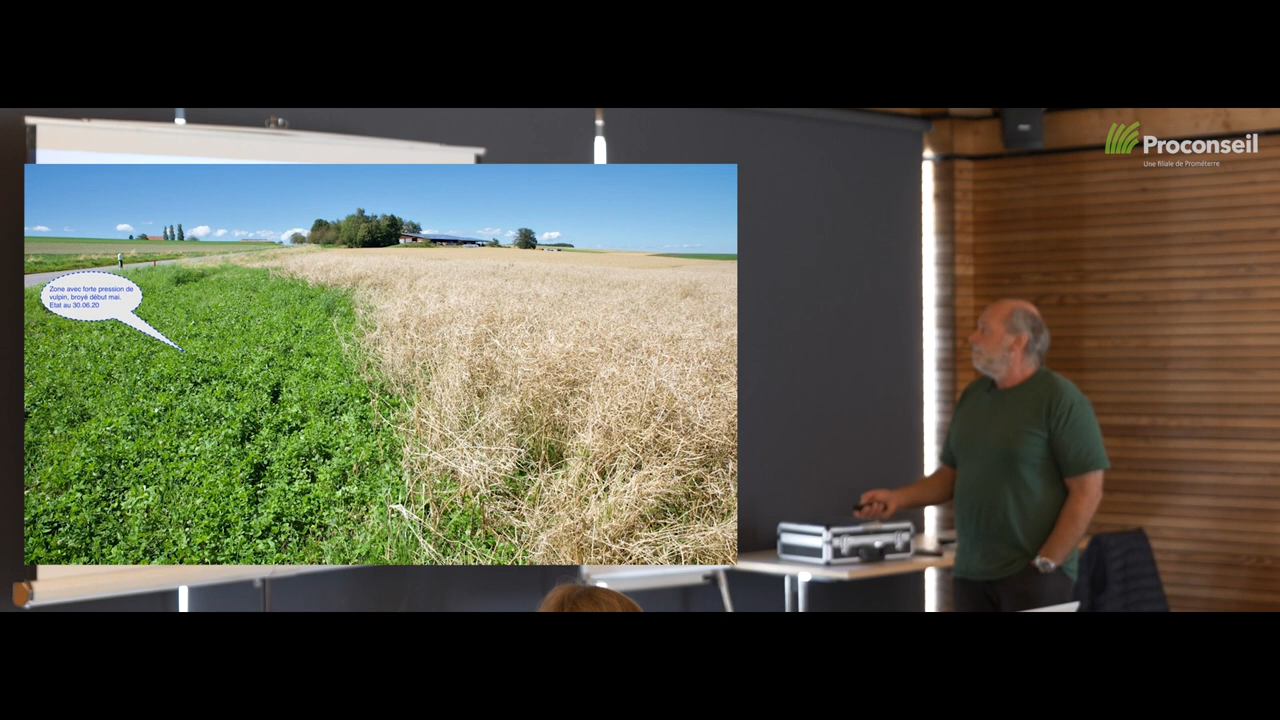 Proconseil
Une filiale de Prométerre
Zone avec forte pression de
vulpin, broyé début mai.
Etat au 30.06.20